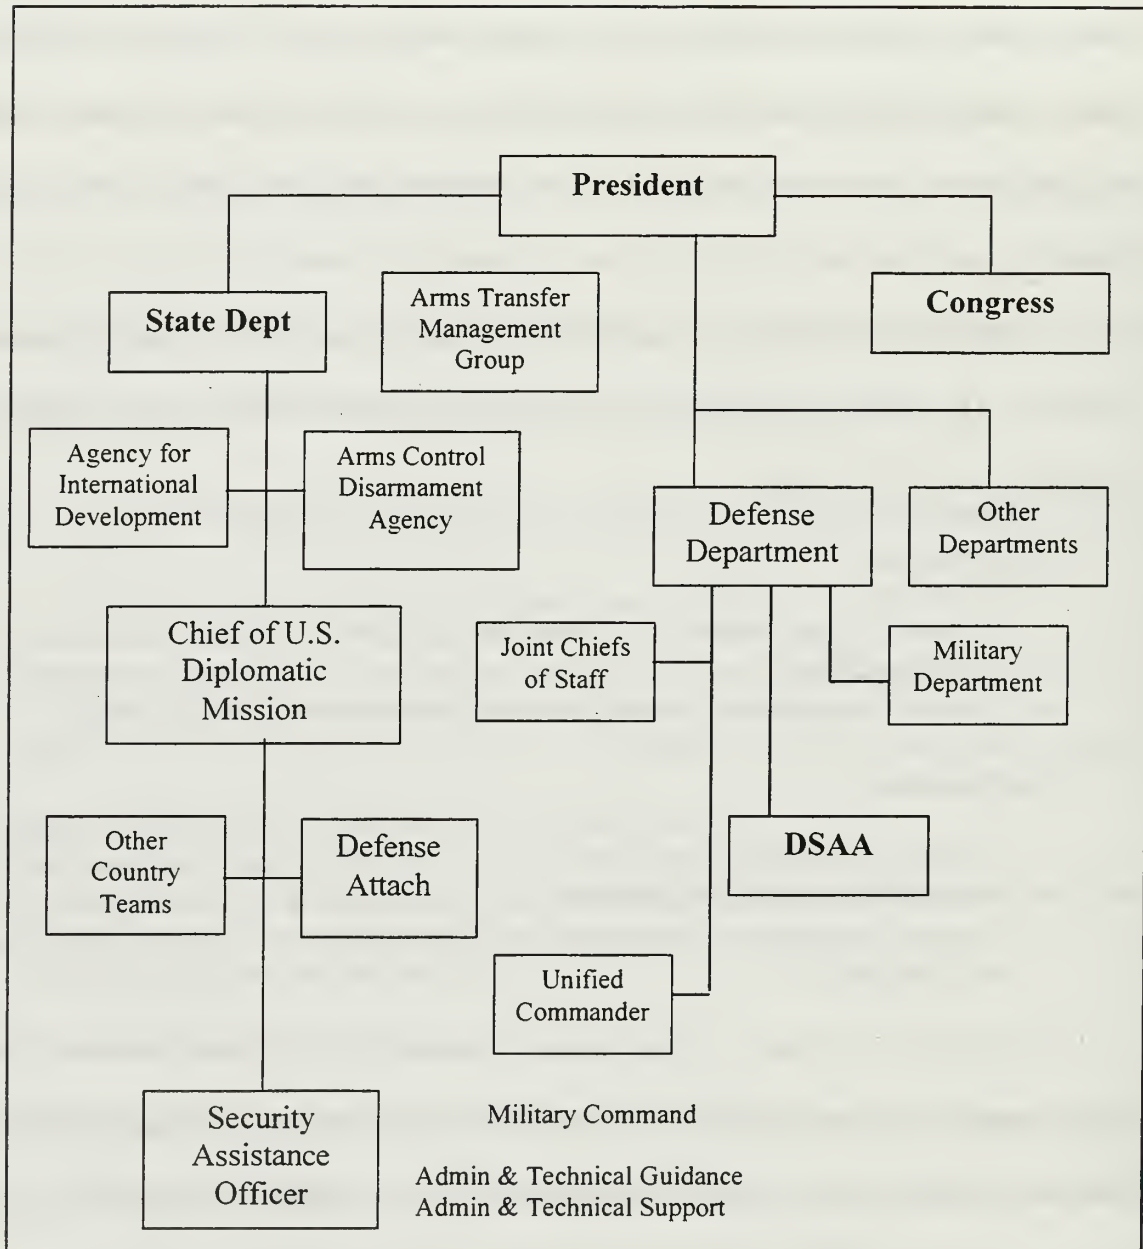 President
State Dept
Arms Transfer
Management
Group
Congress
Agency for
International
Development
Arms Control
Disarmament
Agency
Defense
Department
Other
Departments
Chief of U.S.
Diplomatic
Mission
Joint Chiefs
of Staff
Military
Department
Other
Country
Teams
Defense
Attach
DSAA
Unified
Commander
Security
Assistance
Officer
Military Command
Admin & Technical Guidance
Admin & Technical Support